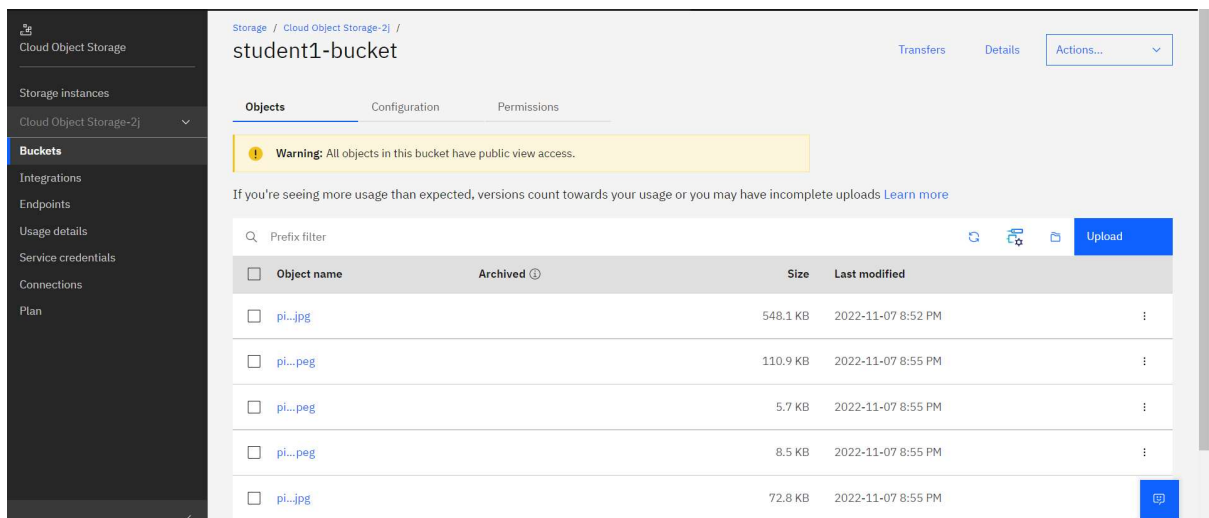 Cloud Object Storage
Storage instances
Cloud Object Storage-2j
Buckets
Integrations
Endpoints
Usage details
Service credentials
Connections
Plan
Storage / Cloud Object Storage-2j /
student1-bucket
Transfers Details Actions...
Objects Configuration Permissions
Warning: All objects in this bucket have public view access.
If you're seeing more usage than expected, versions count towards your usage or you may have incomplete uploads Learn more
Prefix filter Upload
Object name Archived Size Last modified
pi...jpg 548.1 KB 2022-11-07 8:52 PM
pi...peg 110.9 KB 2022-11-07 8:55 PM
pi...peg 5.7 KB 2022-11-07 8:55 PM
pi...peg 8.5 KB 2022-11-07 8:55 PM
pi...jpg 72.8 KB 2022-11-07 8:55 PM